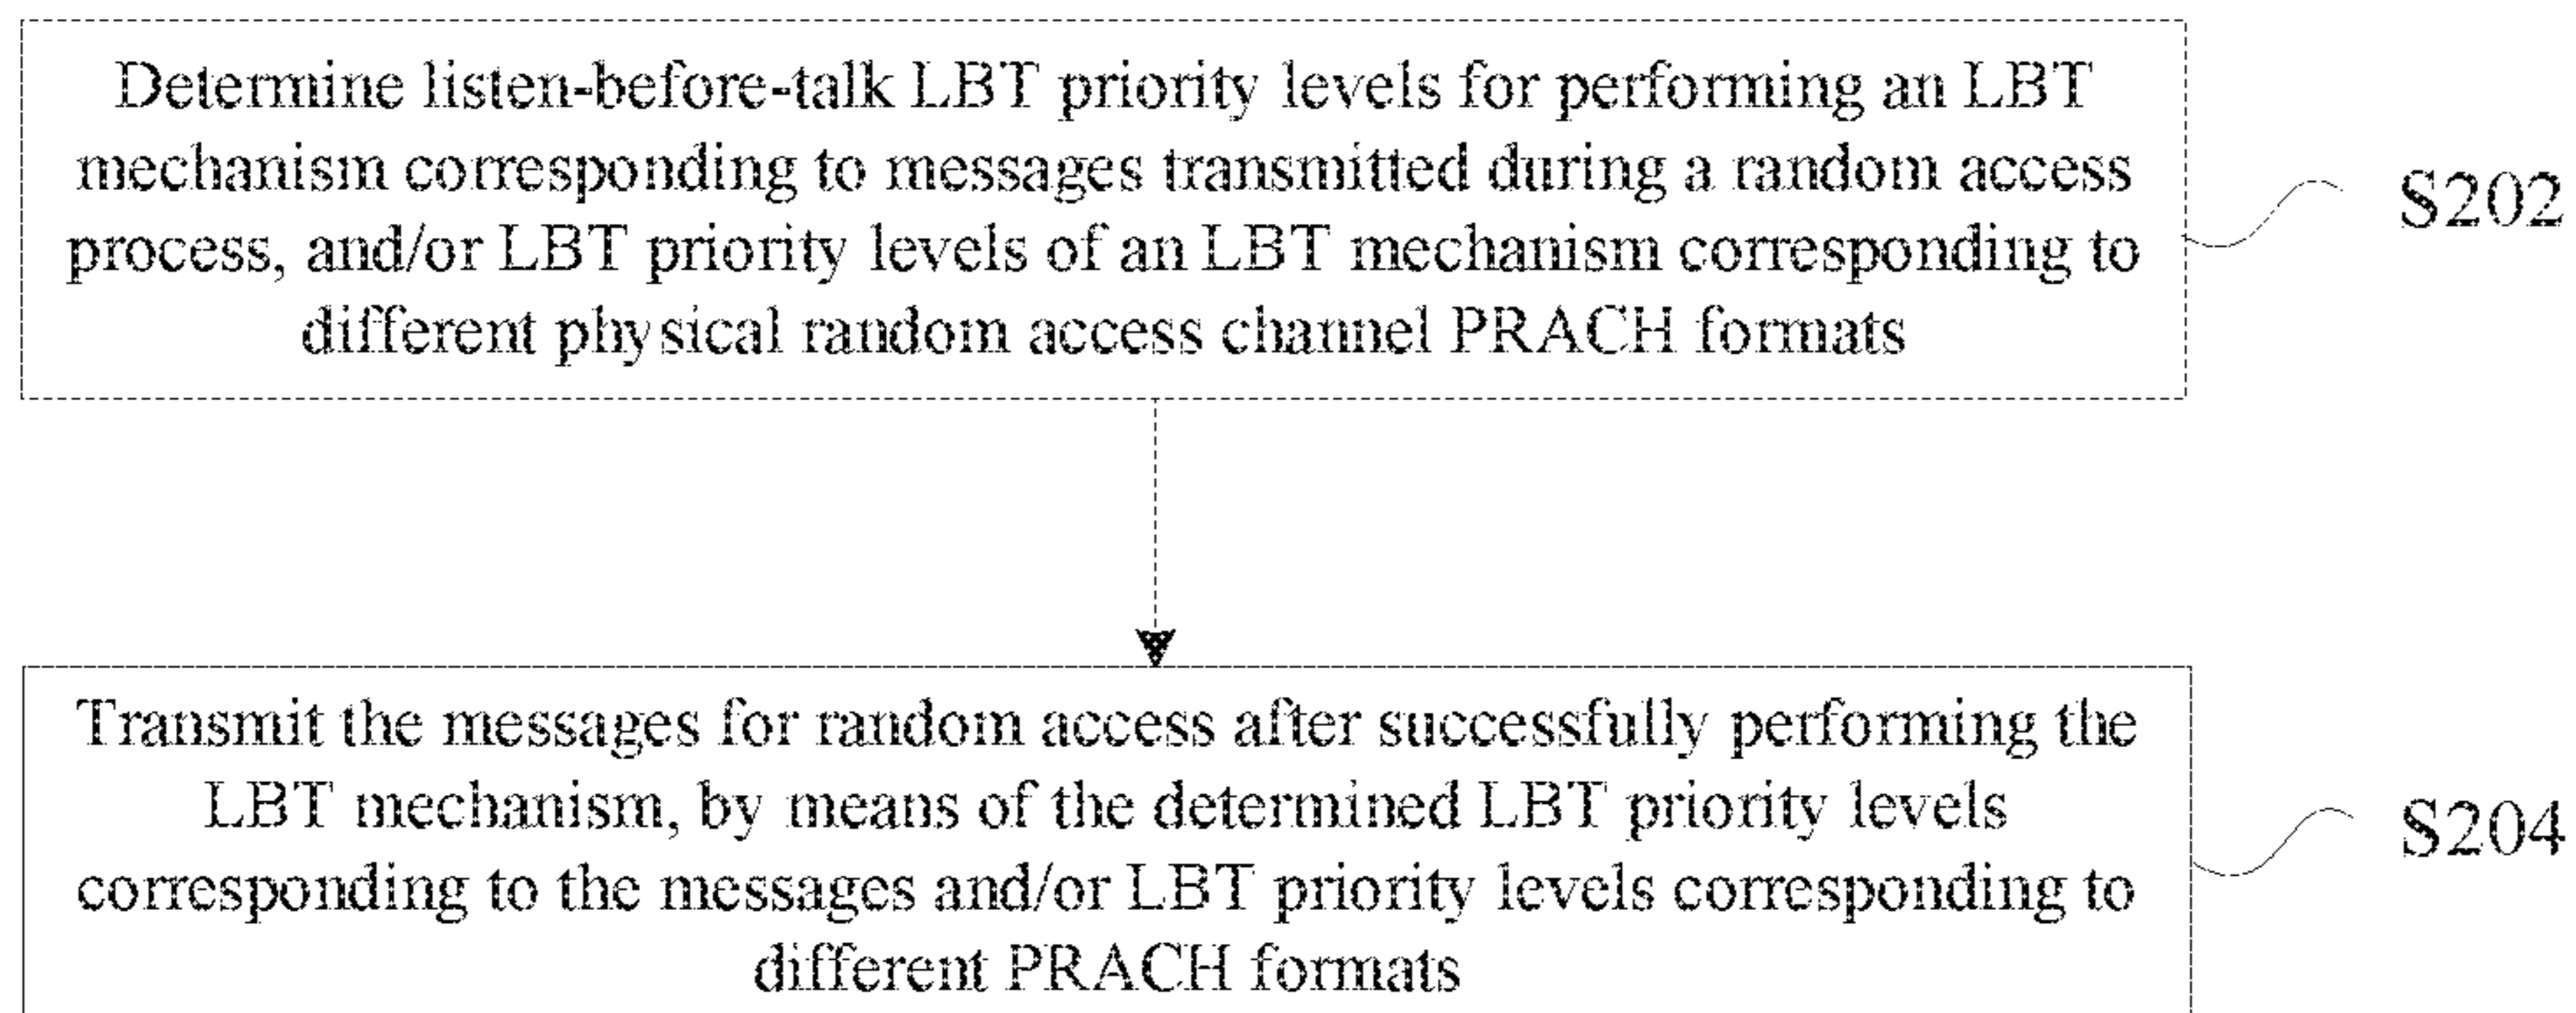 Determine listen-before-talk LBT priority levels for performing an LBT
mechanism corresponding to messages transmitted during a random access
process, and/or LBT priority levels of an LBT mechanism corresponding to
different physical random access channel PRACH formats
S202
Transmit the messages for random access after successfully performing the
LBT mechanism, by means of the determined LBT priority levels
corresponding to the messages and/or LBT priority levels corresponding to
different PRACH formats
S204